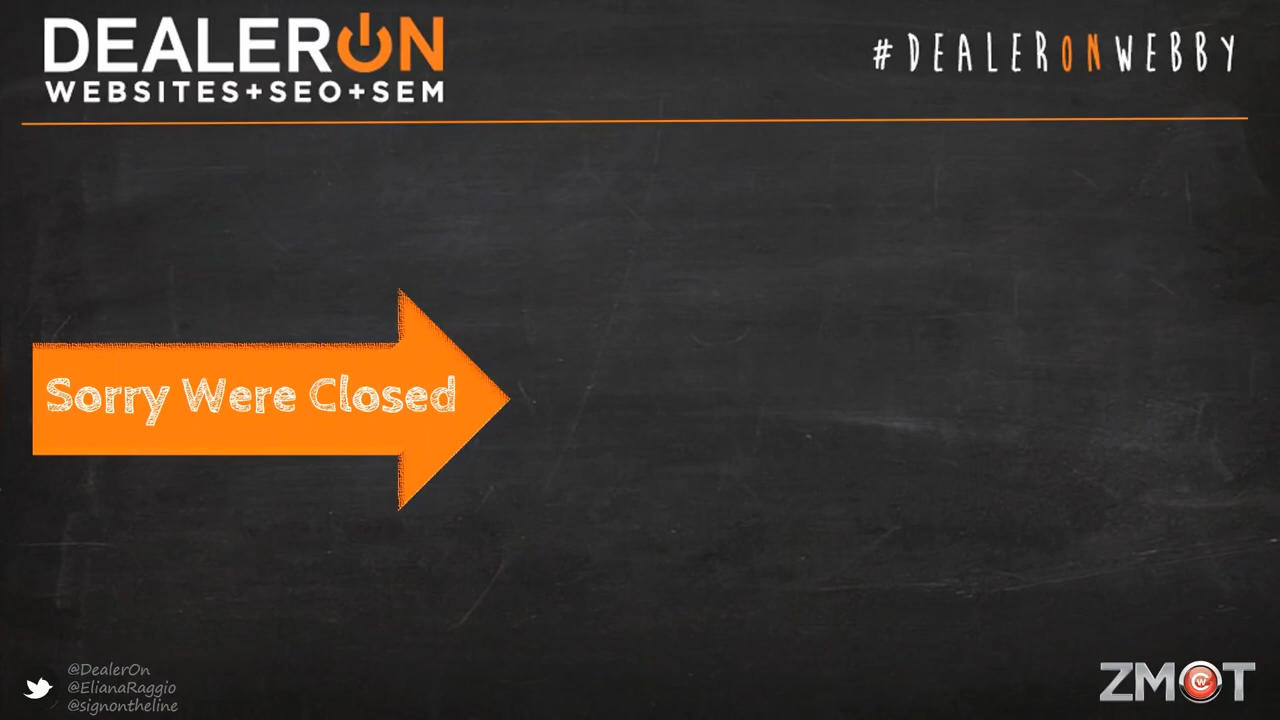 DEALERON
WEBSITES+SEO+SEM
#DEALERONWEBBY
Sorry Were Closed
@DealerOn
@ElianaRaggio
@signontheline
ZMOT